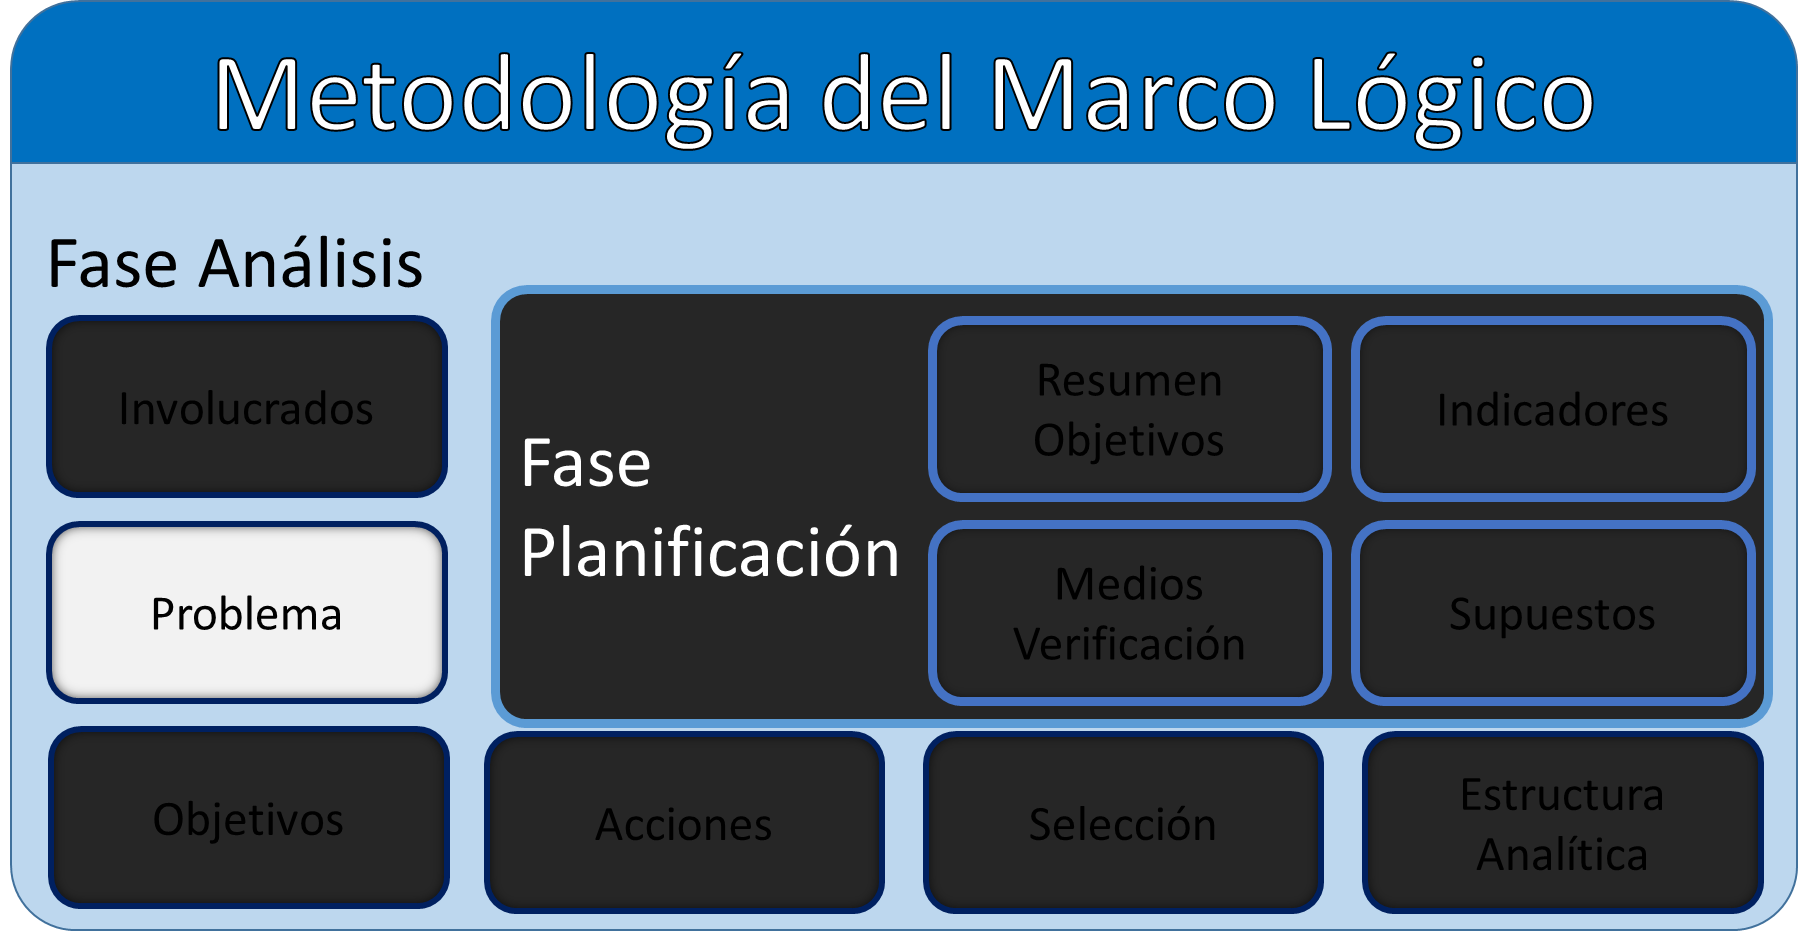 Metodología del Marco Lógico
Fase Análisis
Involucrados
Problema
Objetivos
Acciones
Selección
Estructura
Analítica
Fase
Planificación
Resumen
Objetivos
Indicadores
Medios
Verificación
Supuestos